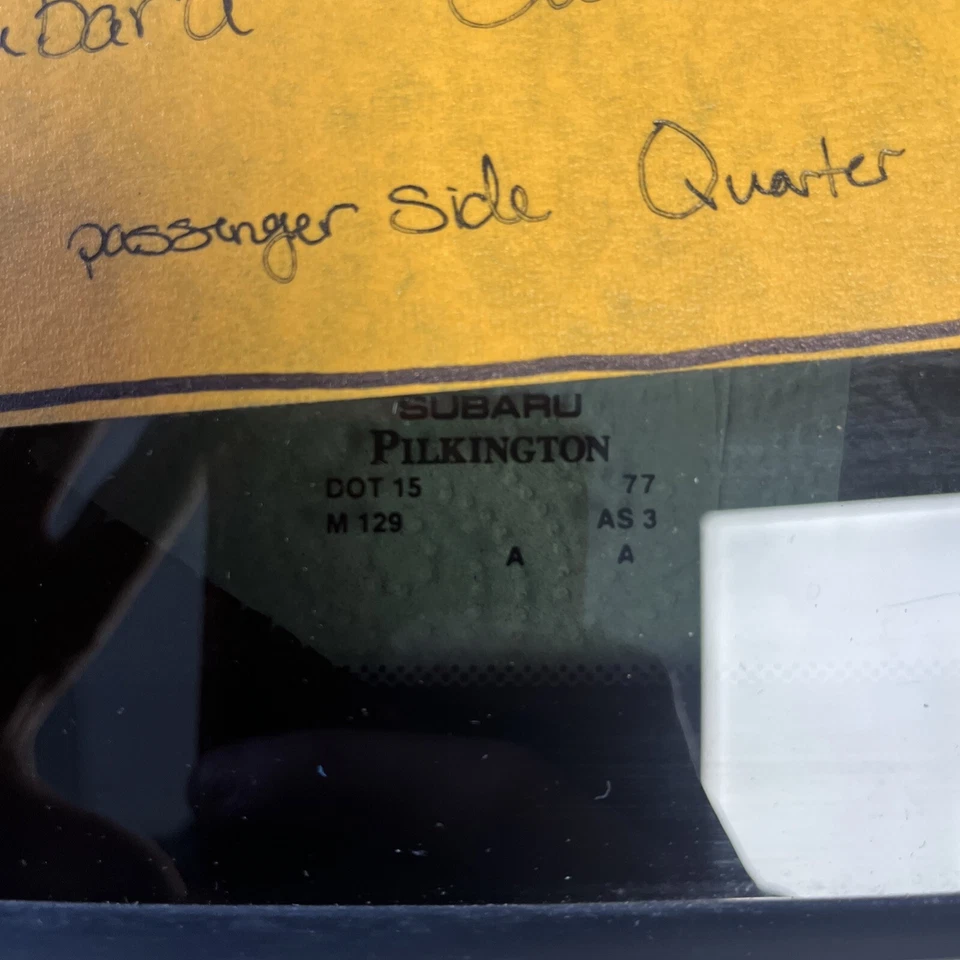 passenger side Quarter
SUBARU
PILKINGTON
DOT 15 77
M 129 AS 3
A A